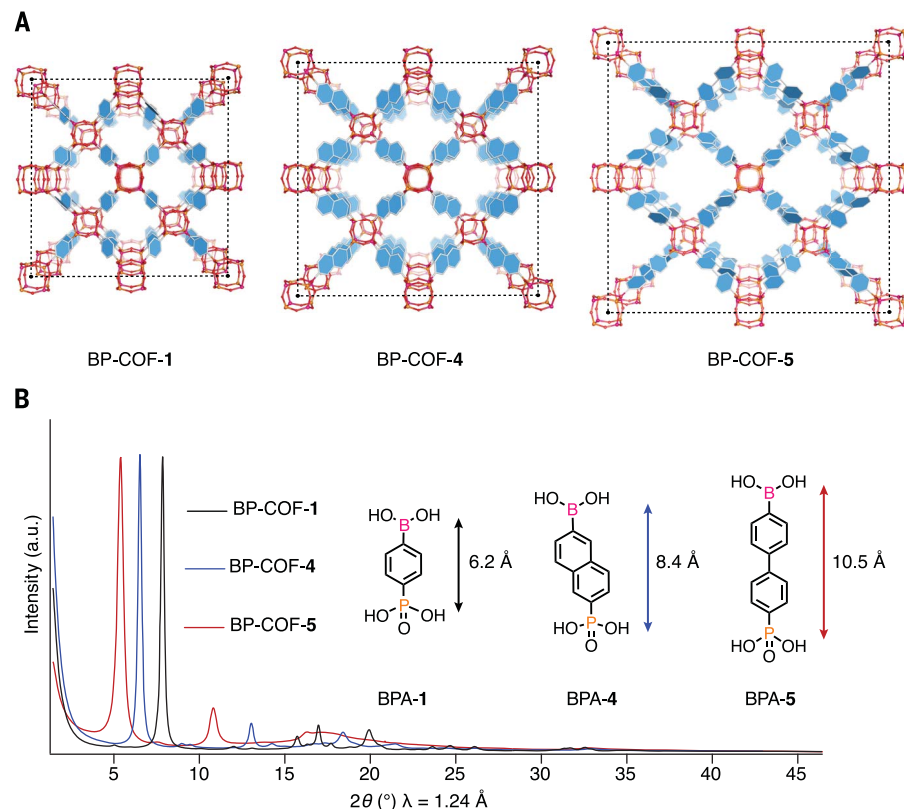 A
BP-COF-1
BP-COF-4
BP-COF-5
B
Intensity (a.u.)
BP-COF-1
BP-COF-4
BP-COF-5
HO OH
B
6.2 Å
HO P OH
O
BPA-1
HO OH
B
8.4 Å
HO P OH
O
BPA-4
HO OH
B
10.5 Å
HO P OH
O
BPA-5
5 10 15 20 25 30 35 40 45
2θ (°) λ = 1.24 Å